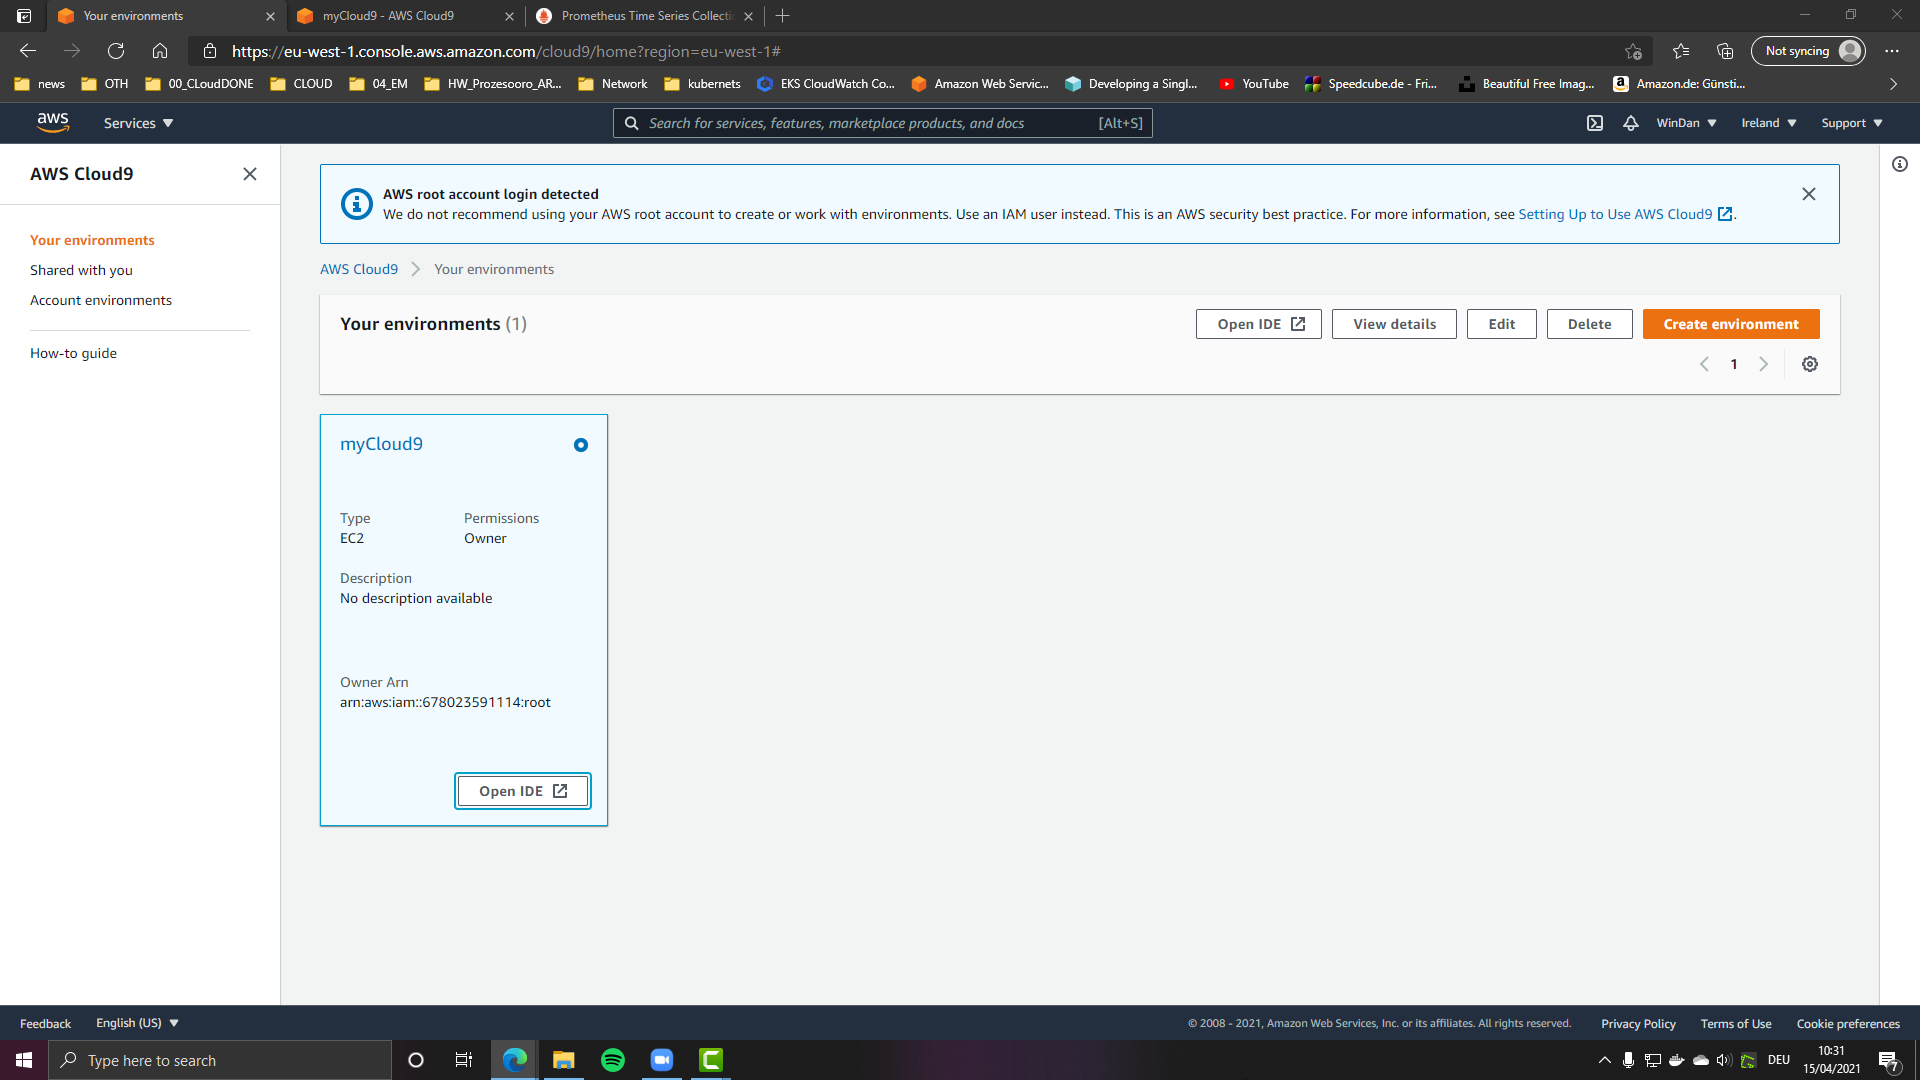 Your environments
myCloud9 - AWS Cloud9
Prometheus Time Series Collecti
https://eu-west-1.console.aws.amazon.com/cloud9/home?region=eu-west-1#
Not syncing
news
OTH
00_CLoudDONE
CLOUD
04_EM
HW_Prozesooro_AR...
Network
kubernets
EKS CloudWatch Co...
Amazon Web Servic...
Developing a Singl...
YouTube
Speedcube.de - Fri...
Beautiful Free Imag...
Amazon.de: Günsti...
aws
Services
Search for services, features, marketplace products, and docs
[Alt+S]
WinDan
Ireland
Support
AWS Cloud9
Your environments
Shared with you
Account environments
How-to guide
AWS root account login detected
We do not recommend using your AWS root account to create or work with environments. Use an IAM user instead. This is an AWS security best practice. For more information, see Setting Up to Use AWS Cloud9.
AWS Cloud9 > Your environments
Your environments (1)
Open IDE
View details
Edit
Delete
Create environment
1
myCloud9
Type
EC2
Permissions
Owner
Description
No description available
Owner Arn
arn:aws:iam::678023591114:root
Open IDE
Feedback
English (US)
© 2008 - 2021, Amazon Web Services, Inc. or its affiliates. All rights reserved.
Privacy Policy
Terms of Use
Cookie preferences
Type here to search
DEU
10:31
15/04/2021
7